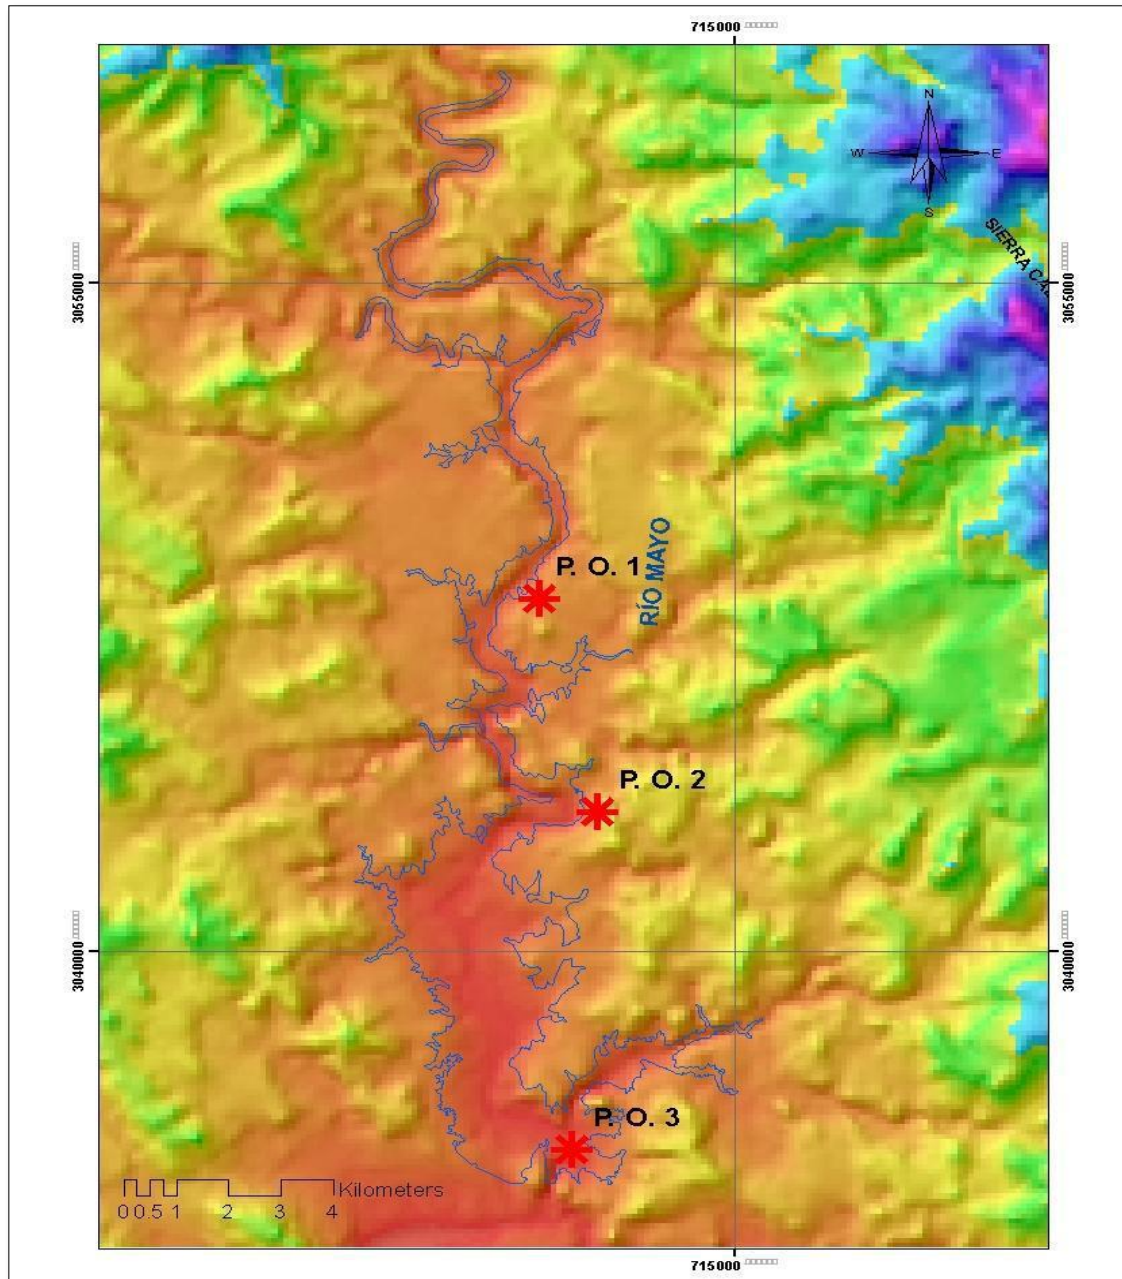 715000
N
W E
S
SIERRA CA
3055000
3055000
P. O. 1
RÍO MAYO
P. O. 2
3040000
3040000
P. O. 3
Kilometers
0 0.5 1 2 3 4
715000